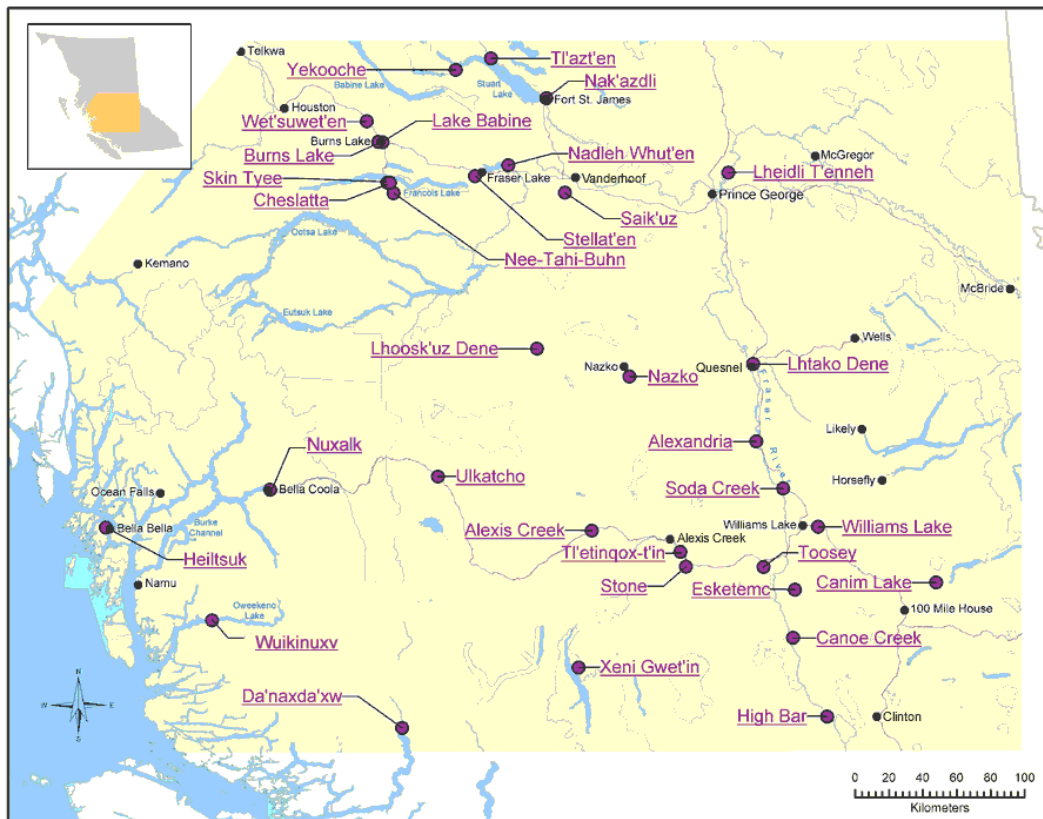 Telkwa
Tl'azt'en
Yekooche
Babine Lake
Stuart
Lake
Nak'azdli
Fort St. James
Houston
Wet'suwet'en
Lake Babine
Burns Lake
Burns Lake
Nadleh Whut'en
McGregor
Skin Tyee
Fraser Lake
Vanderhoof
Lheidli T'enneh
Cheslatta
Francois Lake
Saik'uz
Prince George
Ootsa Lake
Stellat'en
Nee-Tahi-Buhn
Kemano
McBride
Eutsuk Lake
Wells
Lhoosk'uz Dene
Nazko
Nazko
Quesnel
Lhtako Dene
Fraser River
Likely
Alexandria
Nuxalk
Ulkatcho
Horsefly
Ocean Falls
Bella Coola
Soda Creek
Burke
Channel
Bella Bella
Alexis Creek
Alexis Creek
Williams Lake
Williams Lake
Heiltsuk
Tl'etinqox-t'in
Toosey
Namu
Stone
Esketemc
Canim Lake
Oweekeno
Lake
100 Mile House
Wuikinuxv
Canoe Creek
Xeni Gwet'in
Da'naxda'xw
High Bar
Clinton
N
W
E
S
0 20 40 60 80 100
Kilometers